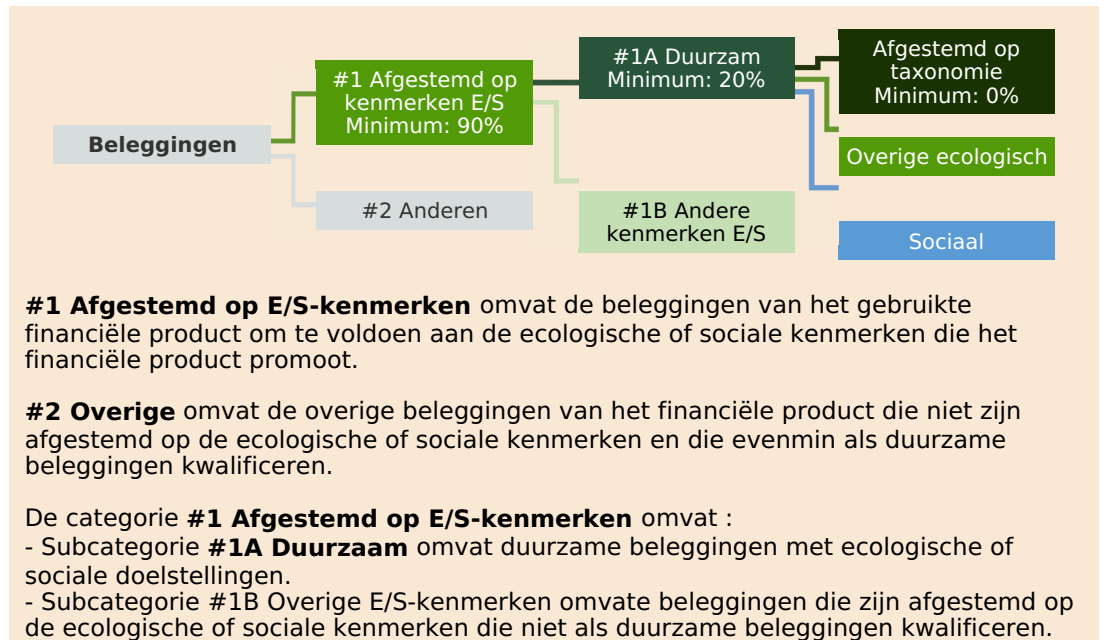 Beleggingen
#1 Afgestemd op
kenmerken E/S
Minimum: 90%
#2 Anderen
#1A Duurzam
Minimum: 20%
#1B Andere
kenmerken E/S
Afgestemd op
taxonomie
Minimum: 0%
Overige ecologisch
Sociaal
#1 Afgestemd op E/S-kenmerken omvat de beleggingen van het gebruikte
financiële product om te voldoen aan de ecologische of sociale kenmerken die het
financiële product promoot.
#2 Overige omvat de overige beleggingen van het financiële product die niet zijn
afgestemd op de ecologische of sociale kenmerken en die evenmin als duurzame
beleggingen kwalificeren.
De categorie #1 Afgestemd op E/S-kenmerken omvat :
- Subcategorie #1A Duurzaam omvat duurzame beleggingen met ecologische of
sociale doelstellingen.
- Subcategorie #1B Overige E/S-kenmerken omvate beleggingen die zijn afgestemd op
de ecologische of sociale kenmerken die niet als duurzame beleggingen kwalificeren.